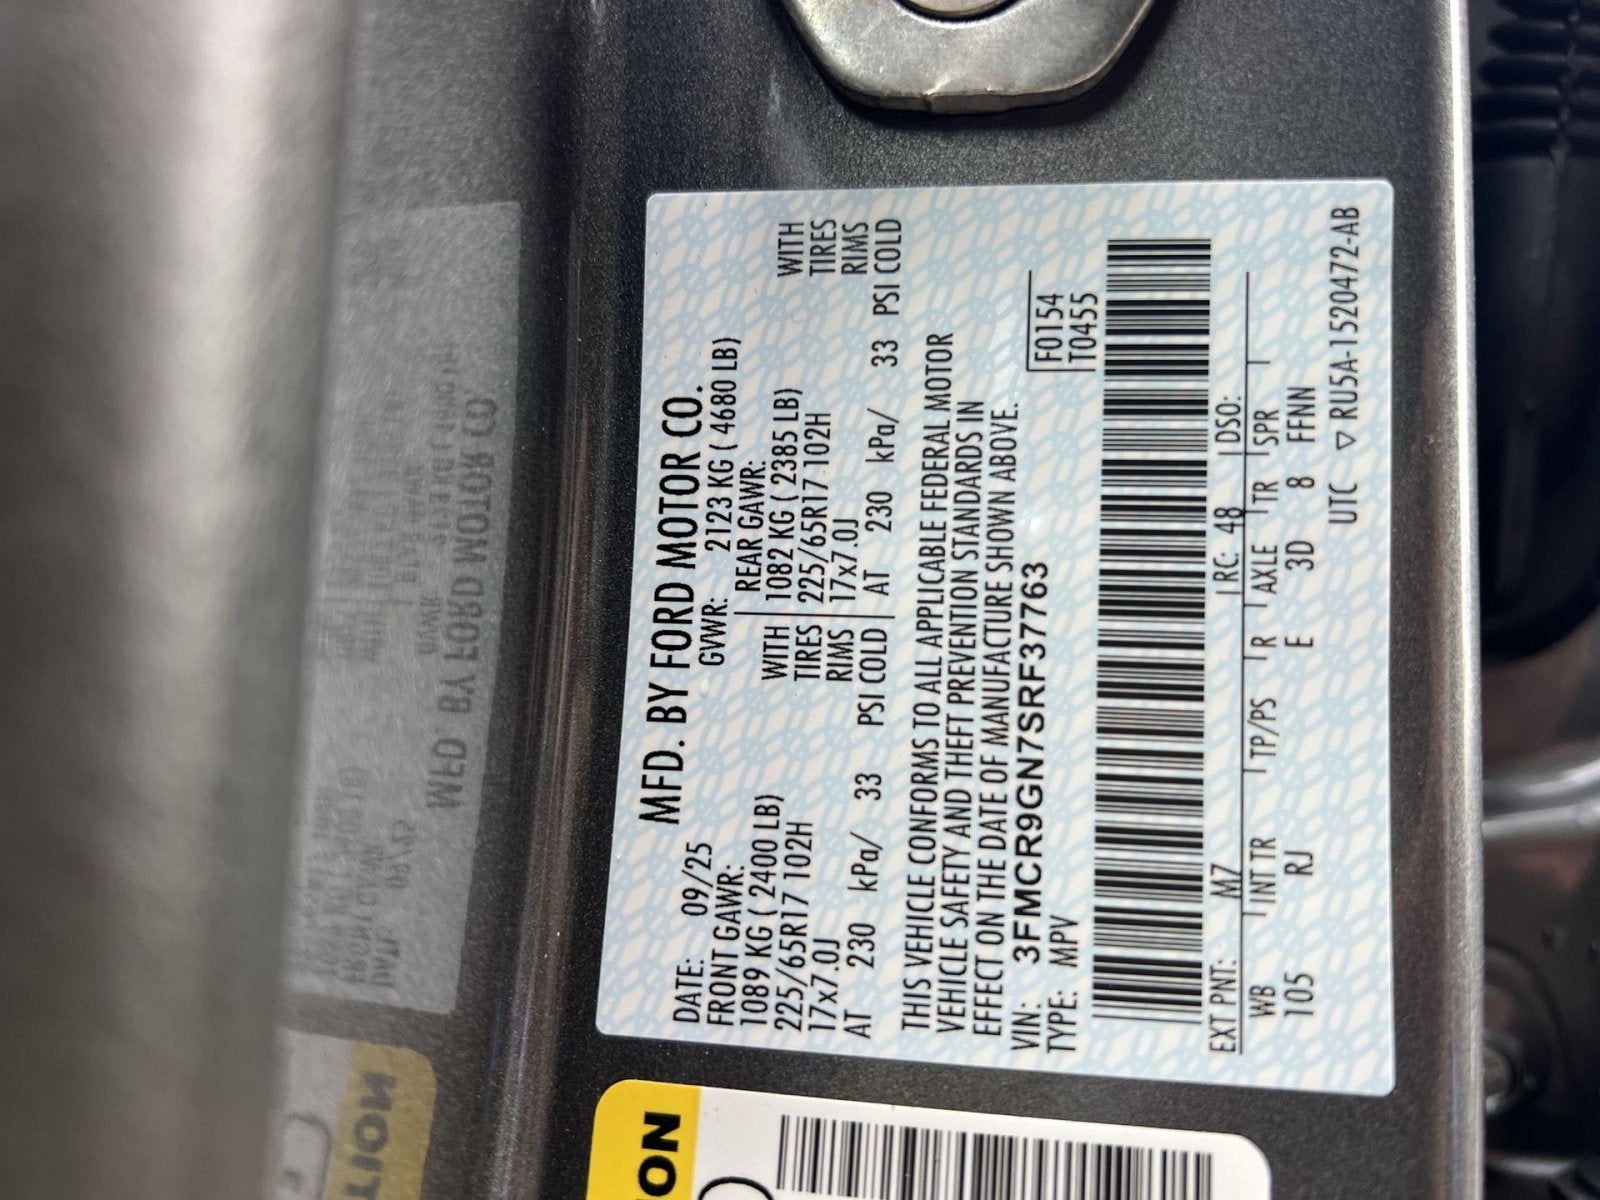 MFD. BY FORD MOTOR CO.
DATE: 09/25 GVWR: 2123 KG ( 4680 LB)
FRONT GAWR: REAR GAWR:
1089 KG ( 2400 LB) WITH 1082 KG ( 2385 LB) WITH
225/65R17 102H TIRES 225/65R17 102H TIRES
17x7.0J RIMS 17x7.0J RIMS
AT 230 kPa/ 33 PSI COLD AT 230 kPa/ 33 PSI COLD
THIS VEHICLE CONFORMS TO ALL APPLICABLE FEDERAL MOTOR
VEHICLE SAFETY AND THEFT PREVENTION STANDARDS IN
EFFECT ON THE DATE OF MANUFACTURE SHOWN ABOVE.
VIN: 3FMCR9GN7SRF37763 F0154
TYPE: MPV T0455
EXT PNT: M7 RC: 48 DSO:
WB INT TR TP/PS R AXLE TR SPR
105 RJ E 3D 8 FFNN
UTC ▽ RU5A-1520472-AB